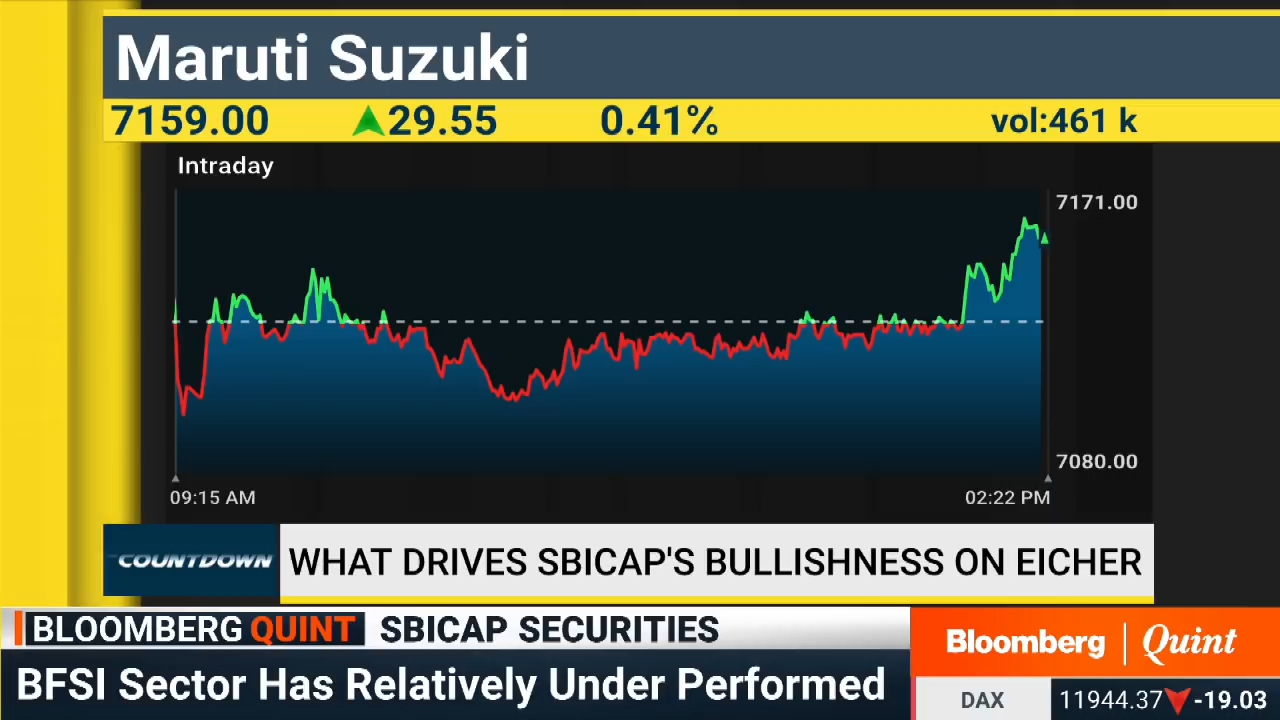 Maruti Suzuki
7159.00 29.55 0.41% vol:461 k
Intraday
7171.00
7080.00
09:15 AM 02:22 PM
COUNTDOWN WHAT DRIVES SBICAP'S BULLISHNESS ON EICHER
BLOOMBERG QUINT SBICAP SECURITIES
BFSI Sector Has Relatively Under Performed
Bloomberg | Quint
DAX 11944.37 -19.03